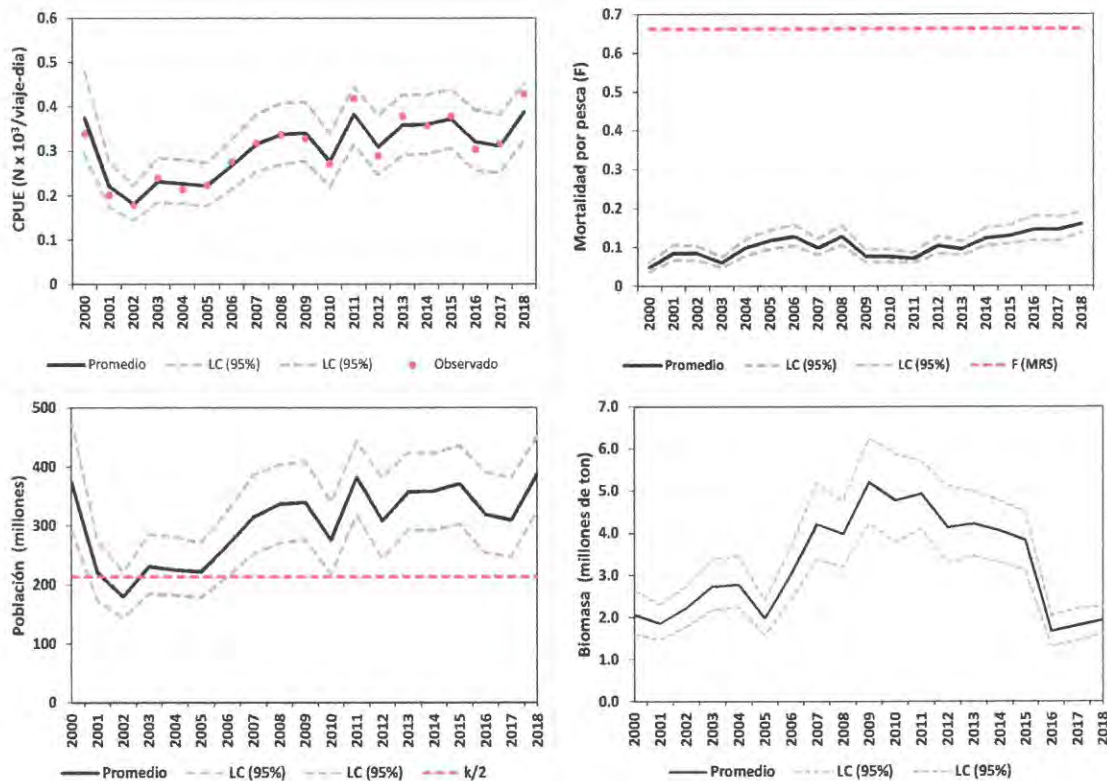 CPUE (N x 10³/viaje-dia)
0.6
0.5
0.4
0.3
0.2
0.1
0
2000 2001 2002 2003 2004 2005 2006 2007 2008 2009 2010 2011 2012 2013 2014 2015 2016 2017 2018
Promedio LC (95%) LC (95%) Observado
Mortalidad por pesca (F)
0.7
0.6
0.5
0.4
0.3
0.2
0.1
0
2000 2001 2002 2003 2004 2005 2006 2007 2008 2009 2010 2011 2012 2013 2014 2015 2016 2017 2018
Promedio LC (95%) LC (95%) F (MRS)
Población (millones)
500
400
300
200
100
0
2000 2001 2002 2003 2004 2005 2006 2007 2008 2009 2010 2011 2012 2013 2014 2015 2016 2017 2018
Promedio LC (95%) LC (95%) k/2
Biomasa (millones de ton)
7.0
6.0
5.0
4.0
3.0
2.0
1.0
0.0
2000 2001 2002 2003 2004 2005 2006 2007 2008 2009 2010 2011 2012 2013 2014 2015 2016 2017 2018
Promedio LC (95%) LC (95%)